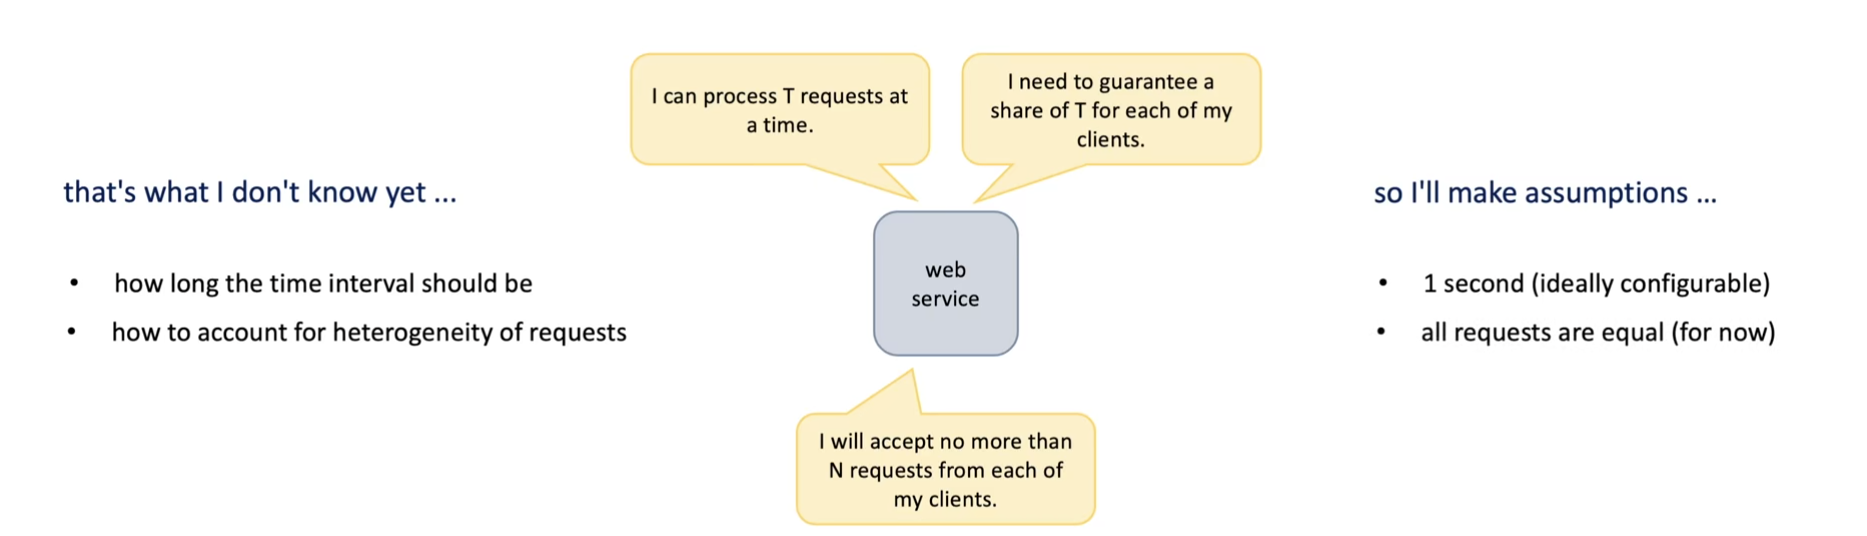 I can process T requests at
a time.
I need to guarantee a
share of T for each of my
clients.
that's what I don't know yet ...
• how long the time interval should be
• how to account for heterogeneity of requests
web
service
so I'll make assumptions ...
• 1 second (ideally configurable)
• all requests are equal (for now)
I will accept no more than
N requests from each of
my clients.